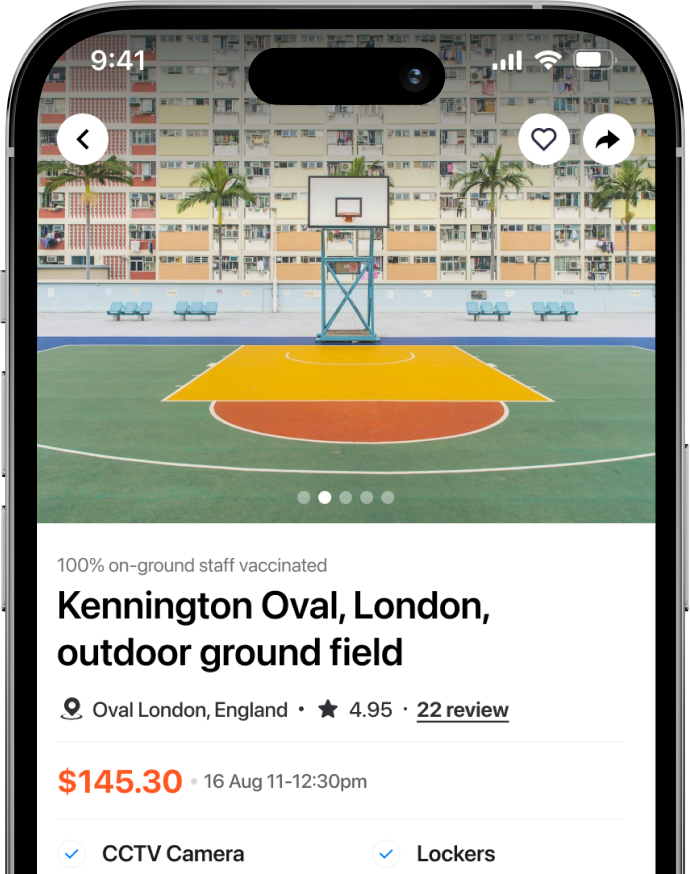 9:41
100% on-ground staff vaccinated
Kennington Oval, London,
outdoor ground field
Oval London, England • ★ 4.95 · 22 review
$145.30 • 16 Aug 11-12:30pm
CCTV Camera
Lockers